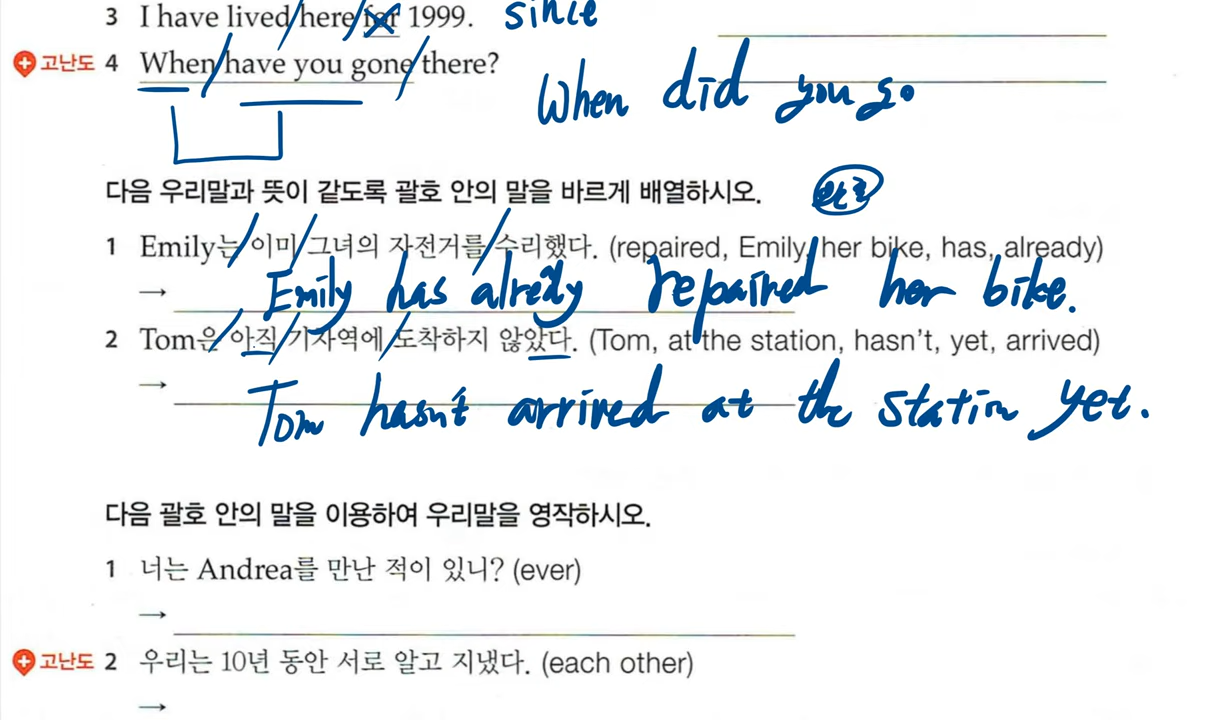 3 I have lived here for 1999. since
고난도 4 When have you gone there?
When did you go
다음 우리말과 뜻이 같도록 괄호 안의 말을 바르게 배열하시오. 완료
1 Emily는 이미 그녀의 자전거를 수리했다. (repaired, Emily, her bike, has, already)
→ Emily has already repaired her bike.
2 Tom은 아직 기차역에 도착하지 않았다. (Tom, at the station, hasn't, yet, arrived)
→ Tom hasn't arrived at the station yet.
다음 괄호 안의 말을 이용하여 우리말을 영작하시오.
1 너는 Andrea를 만난 적이 있니? (ever)
→
고난도 2 우리는 10년 동안 서로 알고 지냈다. (each other)
→